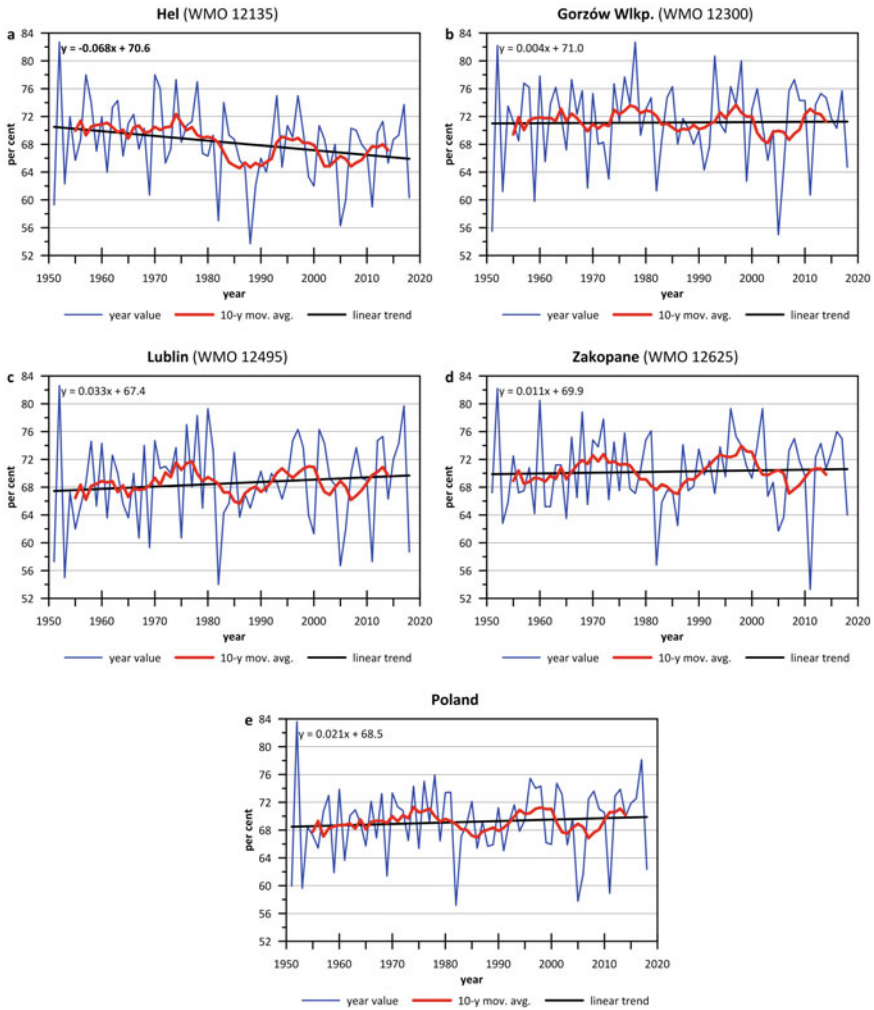 Hel (WMO 12135)
a
y = -0.068x + 70.6
84
80
76
72
68
64
60
56
52
per cent
1950 1960 1970 1980 1990 2000 2010 2020
year
year value 10-y mov. avg. linear trend
Gorzów Wlkp. (WMO 12300)
b
y = 0.004x + 71.0
84
80
76
72
68
64
60
56
52
per cent
1950 1960 1970 1980 1990 2000 2010 2020
year
year value 10-y mov. avg. linear trend
Lublin (WMO 12495)
c
y = 0.033x + 67.4
84
80
76
72
68
64
60
56
52
per cent
1950 1960 1970 1980 1990 2000 2010 2020
year
year value 10-y mov. avg. linear trend
Zakopane (WMO 12625)
d
y = 0.011x + 69.9
84
80
76
72
68
64
60
56
52
per cent
1950 1960 1970 1980 1990 2000 2010 2020
year
year value 10-y mov. avg. linear trend
Poland
e
y = 0.021x + 68.5
84
80
76
72
68
64
60
56
52
per cent
1950 1960 1970 1980 1990 2000 2010 2020
year
year value 10-y mov. avg. linear trend